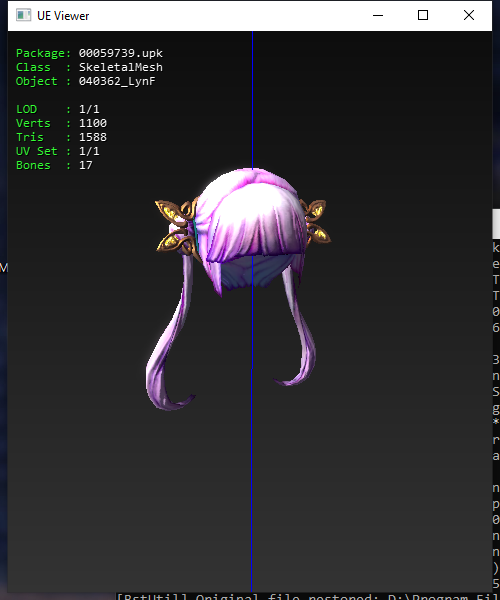 UE Viewer
Package: 00059739.upk
Class : SkeletalMesh
Object : 040362_LynF
LOD : 1/1
Verts : 1100
Tris : 1588
UV Set : 1/1
Bones : 17
[BstUtil] Original file restored: D:\Program Fil